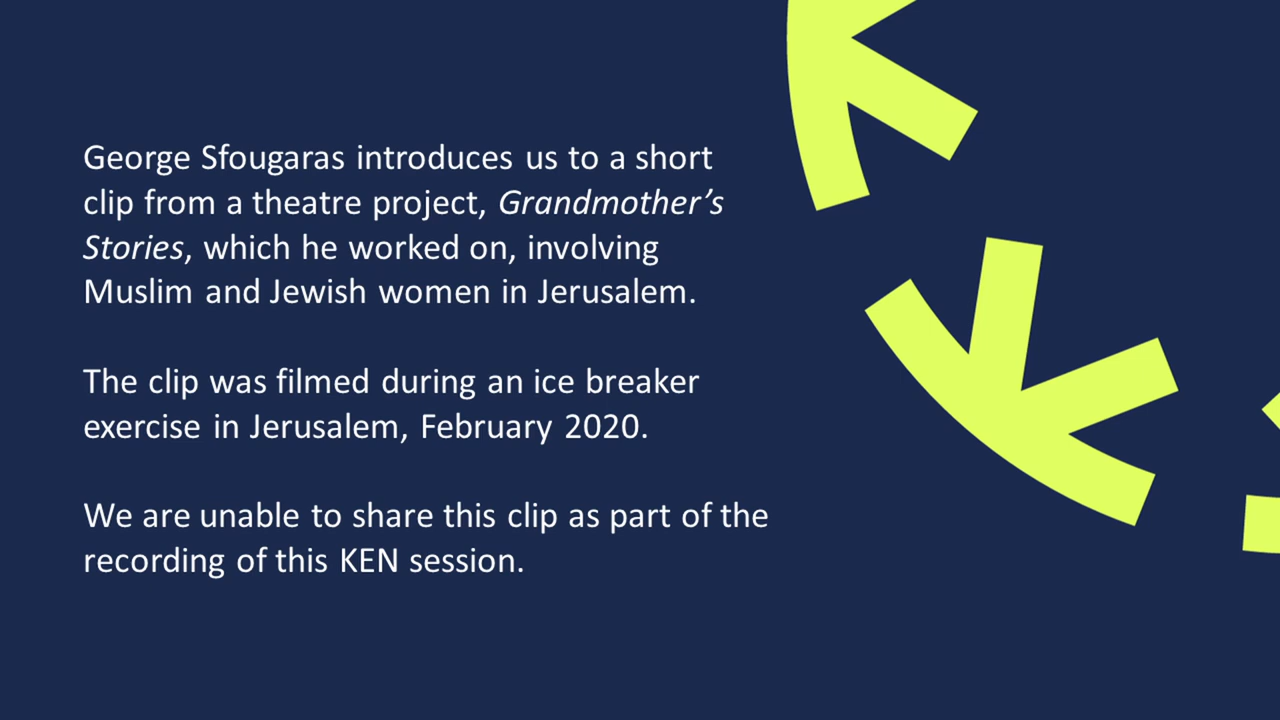 George Sfougaras introduces us to a short
clip from a theatre project, Grandmother’s
Stories, which he worked on, involving
Muslim and Jewish women in Jerusalem.
The clip was filmed during an ice breaker
exercise in Jerusalem, February 2020.
We are unable to share this clip as part of the
recording of this KEN session.